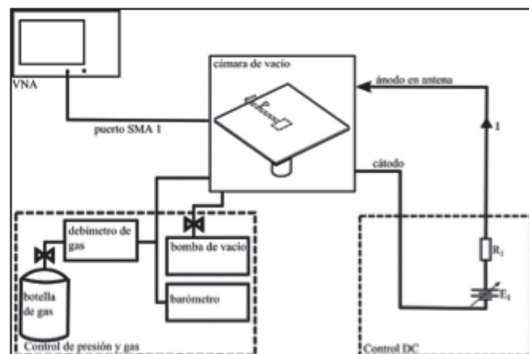 VNA
cámara de vacío
ánodo en antena
puerto SMA 1
I
cátodo
debímetro de
gas
bomba de vacío
R₁
botella
de gas
barómetro
E₁
Control de presión y gas
Control DC